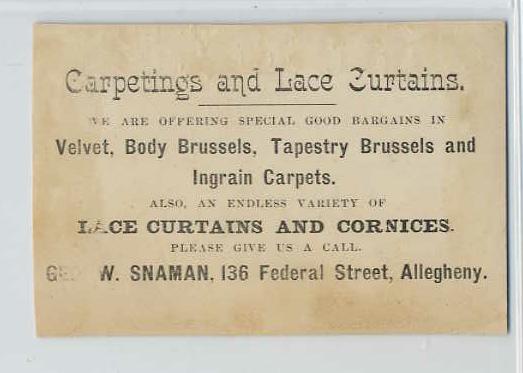 Carpetings and Lace Curtains.
WE ARE OFFERING SPECIAL GOOD BARGAINS IN
Velvet, Body Brussels, Tapestry Brussels and
Ingrain Carpets.
ALSO, AN ENDLESS VARIETY OF
LACE CURTAINS AND CORNICES.
PLEASE GIVE US A CALL.
GEO. W. SNAMAN, 136 Federal Street, Allegheny.